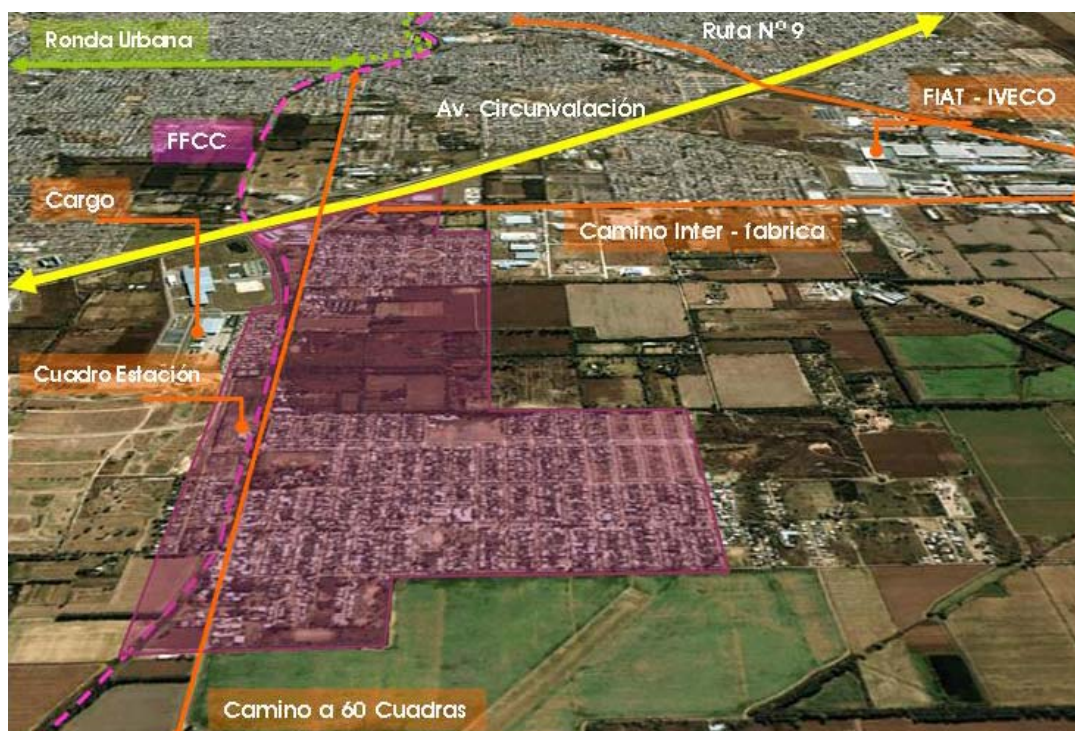 Ronda Urbana
Ruta Nº 9
FIAT - IVECO
Av. Circunvalación
FFCC
Cargo
Camino Inter - fabrica
Cuadro Estación
Camino a 60 Cuadras